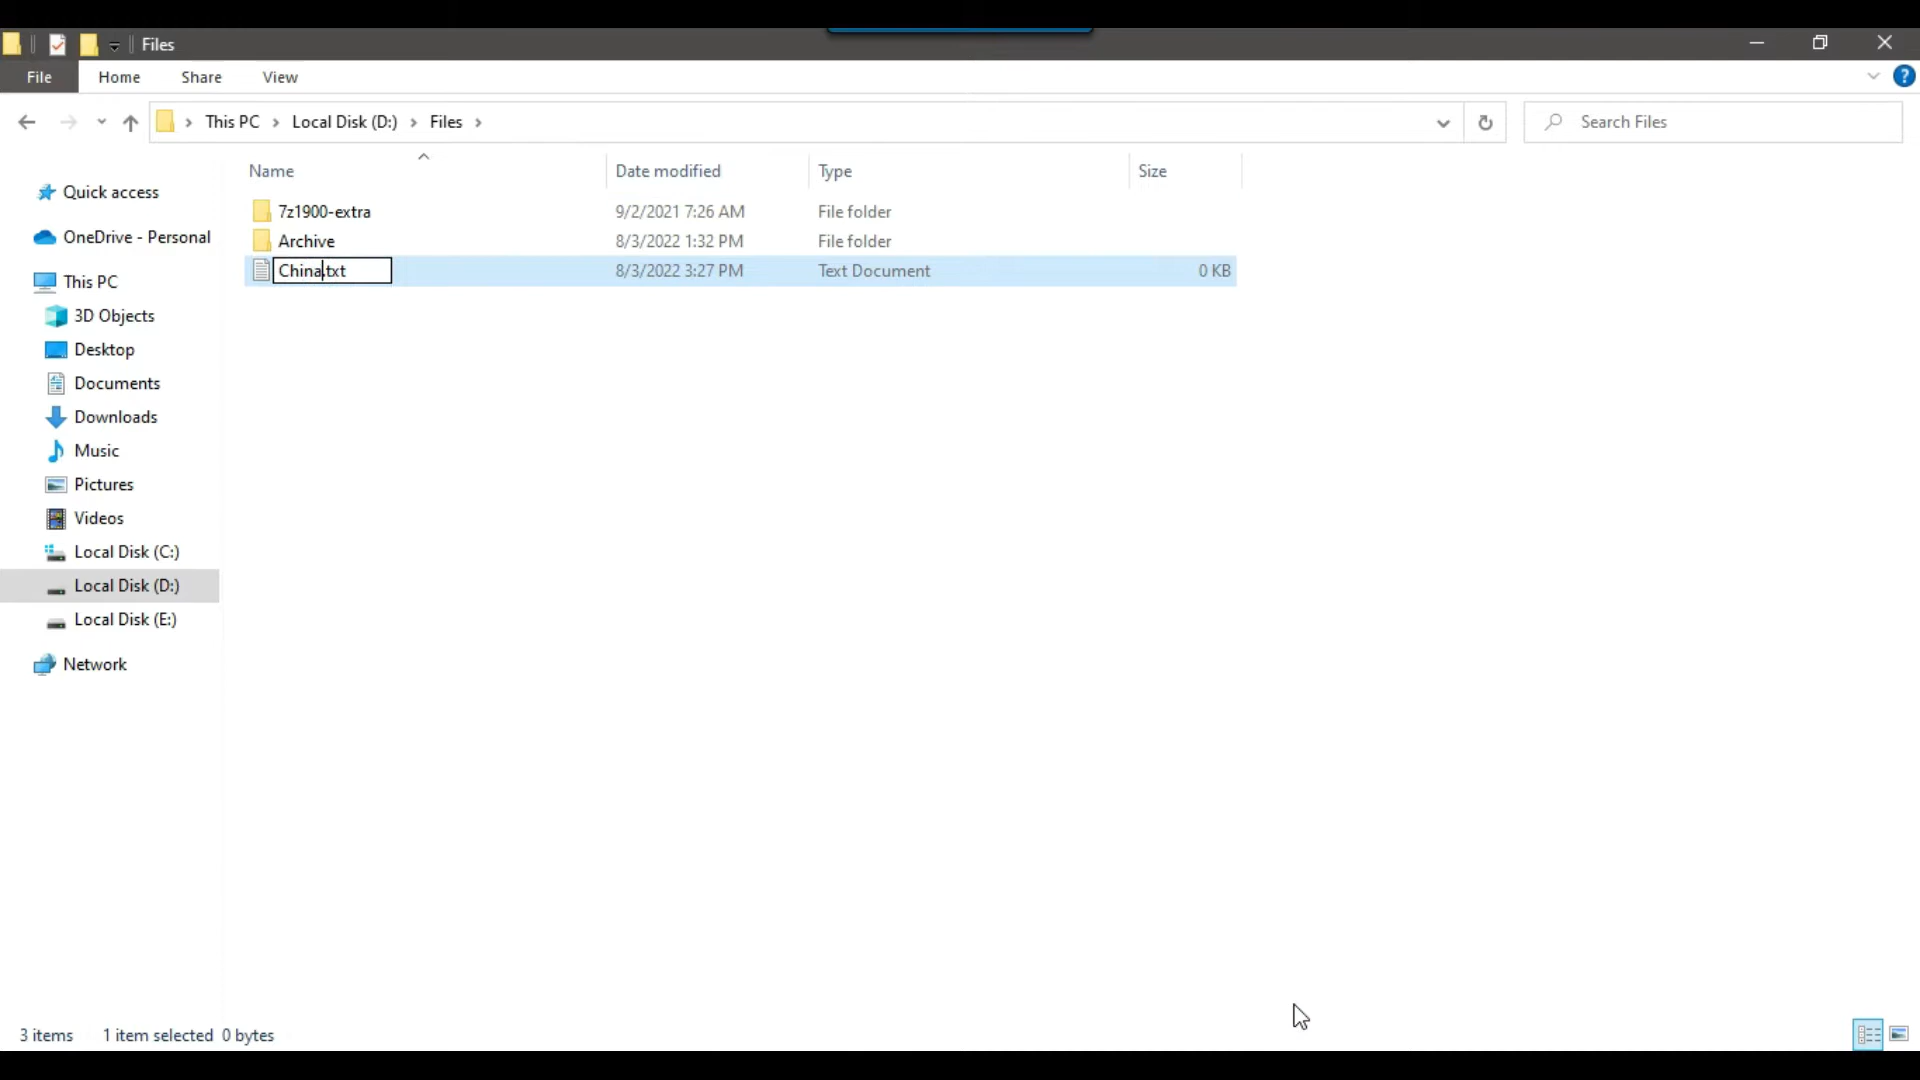 Files
File Home Share View
This PC Local Disk (D:) Files
Search Files
Name Date modified Type Size
7z1900-extra 9/2/2021 7:26 AM File folder
Archive 8/3/2022 1:32 PM File folder
China.txt 8/3/2022 3:27 PM Text Document 0 KB
Quick access
OneDrive - Personal
This PC
3D Objects
Desktop
Documents
Downloads
Music
Pictures
Videos
Local Disk (C:)
Local Disk (D:)
Local Disk (E:)
Network
3 items 1 item selected 0 bytes